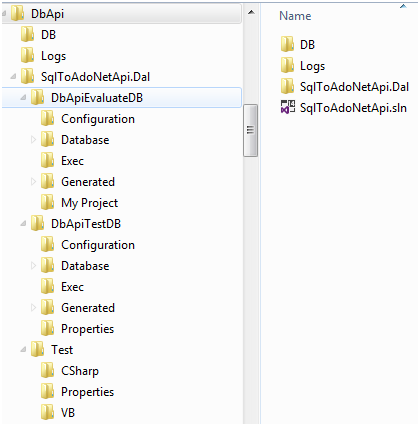 DbApi
DB
Logs
SqlToAdoNetApi.Dal
DbApiEvaluateDB
Configuration
Database
Exec
Generated
My Project
DbApiTestDB
Configuration
Database
Exec
Generated
Properties
Test
CSharp
Properties
VB
Name
DB
Logs
SqlToAdoNetApi.Dal
SqlToAdoNetApi.sln